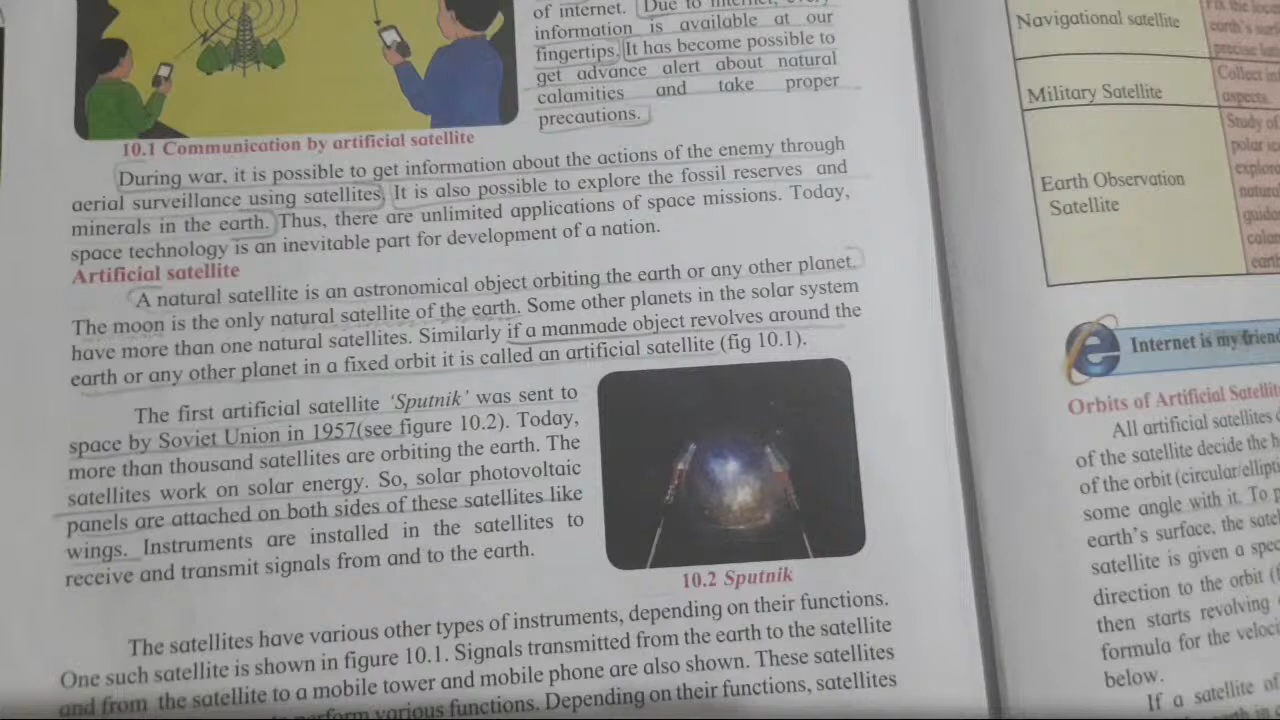 of internet. Due to internet, every
information is available at our
fingertips. It has become possible to
get advance alert about natural
calamities and take proper
precautions.
10.1 Communication by artificial satellite
During war, it is possible to get information about the actions of the enemy through
aerial surveillance using satellites. It is also possible to explore the fossil reserves and
minerals in the earth. Thus, there are unlimited applications of space missions. Today,
space technology is an inevitable part for development of a nation.
Artificial satellite
A natural satellite is an astronomical object orbiting the earth or any other planet.
The moon is the only natural satellite of the earth. Some other planets in the solar system
have more than one natural satellites. Similarly if a manmade object revolves around the
earth or any other planet in a fixed orbit it is called an artificial satellite (fig 10.1).
The first artificial satellite ‘Sputnik’ was sent to
space by Soviet Union in 1957(see figure 10.2). Today,
more than thousand satellites are orbiting the earth. The
satellites work on solar energy. So, solar photovoltaic
panels are attached on both sides of these satellites like
wings. Instruments are installed in the satellites to
receive and transmit signals from and to the earth.
10.2 Sputnik
The satellites have various other types of instruments, depending on their functions.
One such satellite is shown in figure 10.1. Signals transmitted from the earth to the satellite
and from the satellite to a mobile tower and mobile phone are also shown. These satellites
perform various functions. Depending on their functions, satellites
Navigational satellite
Fix the
earth's
precise
Military Satellite
Collect
aspects.
Earth Observation
Satellite
Study of
polar
explore
earth
Internet is my
Orbits of Artificial
All artificial satellites
of the satellite decide the
of the orbit (circular/
some angle with it. To
earth's surface, the
satellite is given a
direction to the orbit
then starts revolving
formula for the
below.
If a satellite of